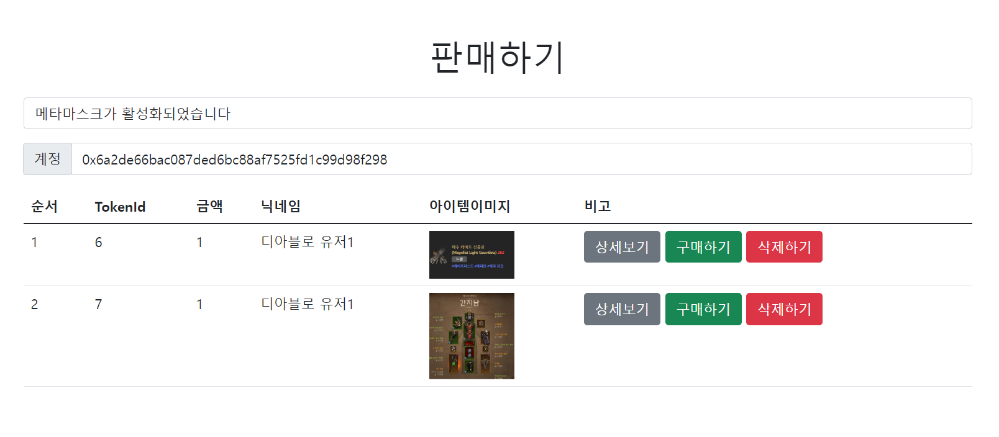 판매하기
메타마스크가 활성화되었습니다
계정 0x6a2de66bac087ded6bc88af7525fd1c99d98f298
순서 TokenId 금액 닉네임 아이템이미지 비고
1 6 1 디아블로 유저1 상세보기 구매하기 삭제하기
(Magefist Light Gauntlets) 262
2 7 1 디아블로 유저1 상세보기 구매하기 삭제하기
간지남